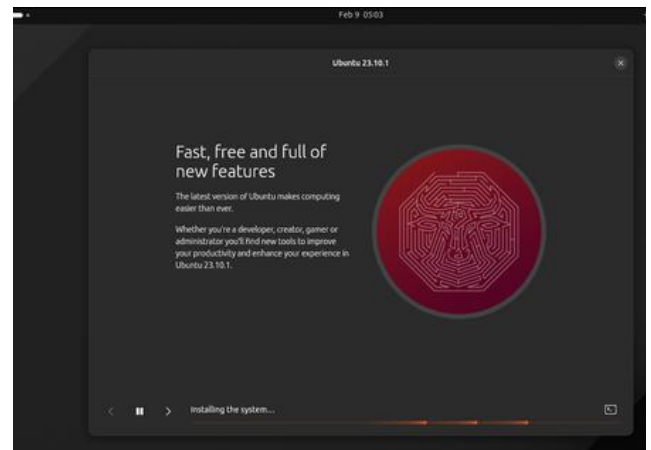 Feb 9 05:03
Ubuntu 23.10.1
Fast, free and full of
new features
The latest version of Ubuntu makes computing
easier than ever.
Whether you're a developer, creator, gamer or
administrator you'll find new tools to improve
your productivity and enhance your experience in
Ubuntu 23.10.1.
Installing the system...